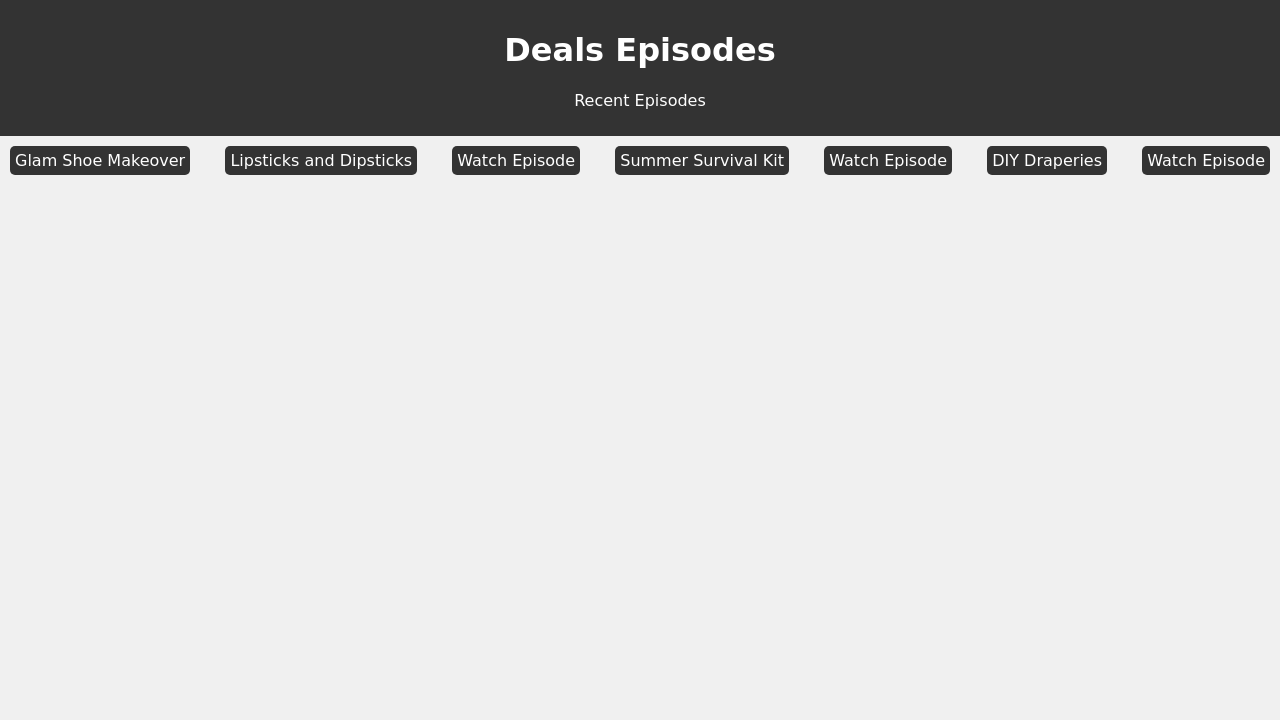 Deals Episodes
Recent Episodes
Glam Shoe Makeover
Lipsticks and Dipsticks
Watch Episode
Summer Survival Kit
Watch Episode
DIY Draperies
Watch Episode